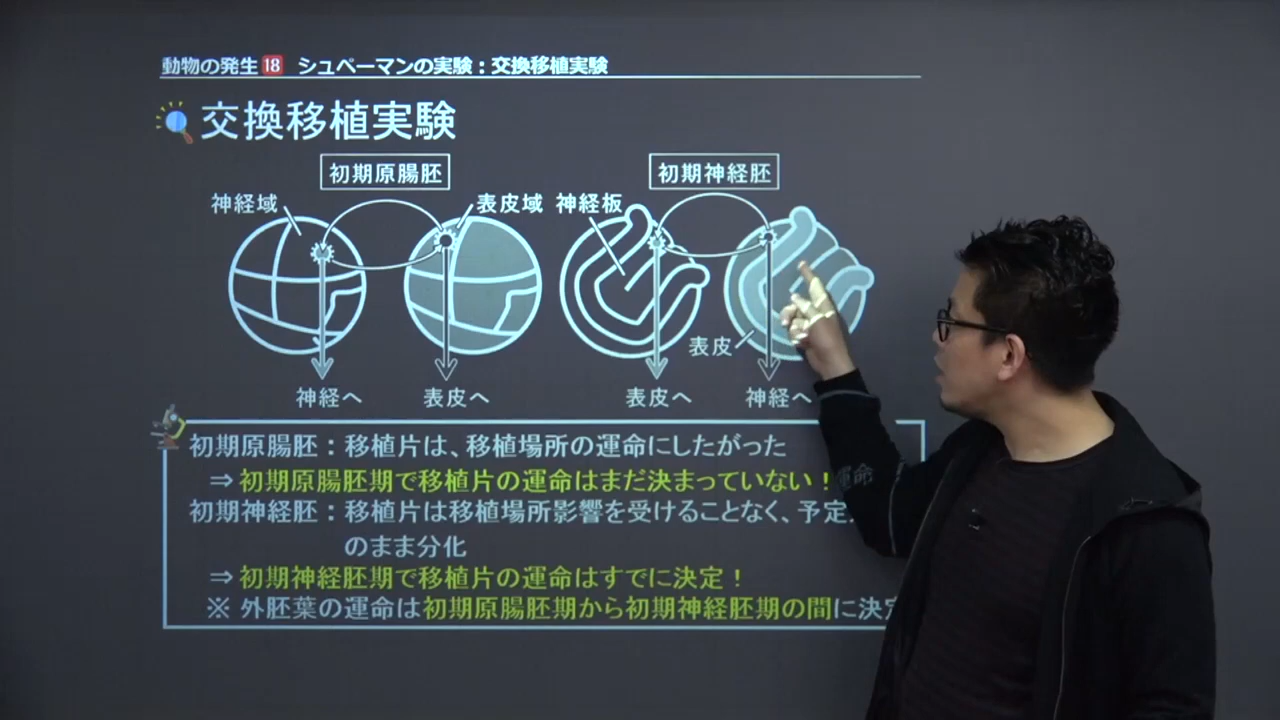 動物の発生18 シュペーマンの実験：交換移植実験
交換移植実験
初期原腸胚 初期神経胚
神経域 表皮域 神経板
表皮
神経へ 表皮へ 表皮へ 神経へ
初期原腸胚：移植片は、移植場所の運命にしたがった
⇒初期原腸胚期で移植片の運命はまだ決まっていない！
初期神経胚：移植片は移植場所影響を受けることなく、予定運命
のまま分化
⇒初期神経胚期で移植片の運命はすでに決定！
※ 外胚葉の運命は初期原腸胚期から初期神経胚期の間に決